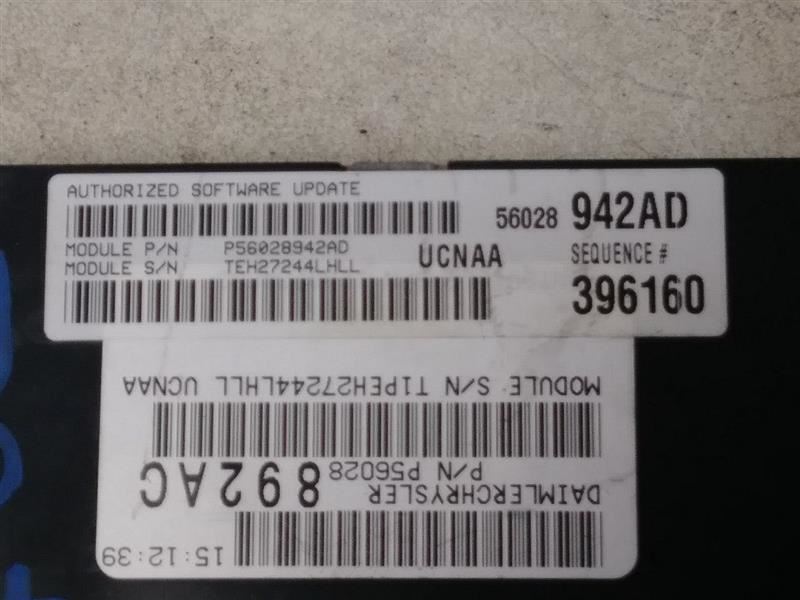 AUTHORIZED SOFTWARE UPDATE
56028 942AD
MODULE P/N P56028942AD
MODULE S/N TEH27244LHLL
UCNAA
SEQUENCE #
396160
MODULE S/N T1PEH27244LHLL UCNAA
P/N P56028 892AC
DAIMLERCHRYSLER
15:12:39